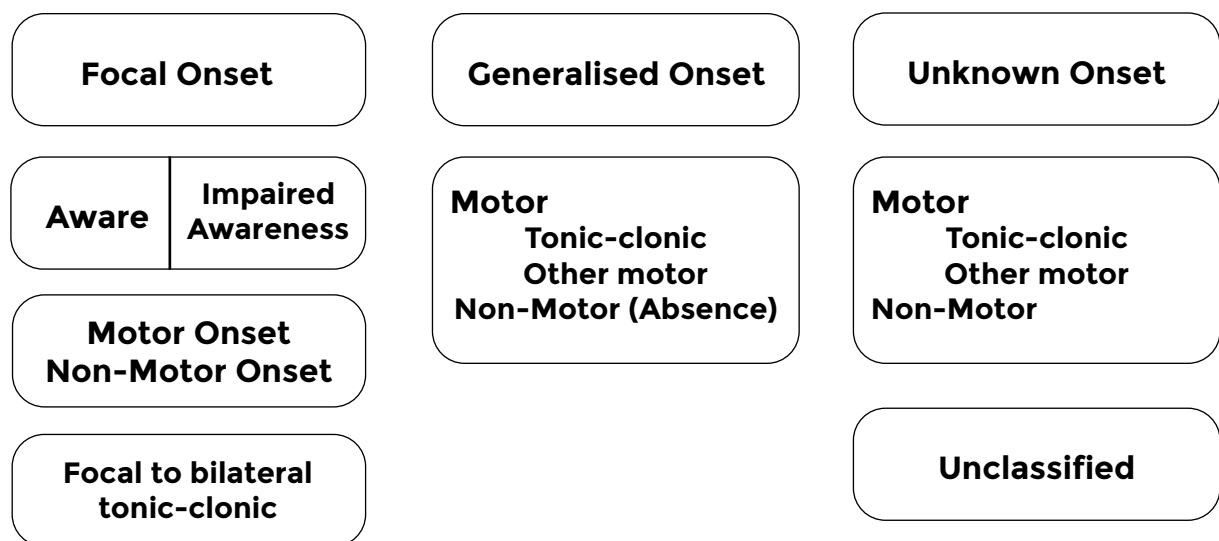 Focal Onset
Aware
Impaired
Awareness
Motor Onset
Non-Motor Onset
Focal to bilateral
tonic-clonic
Generalised Onset
Motor
Tonic-clonic
Other motor
Non-Motor (Absence)
Unknown Onset
Motor
Tonic-clonic
Other motor
Non-Motor
Unclassified